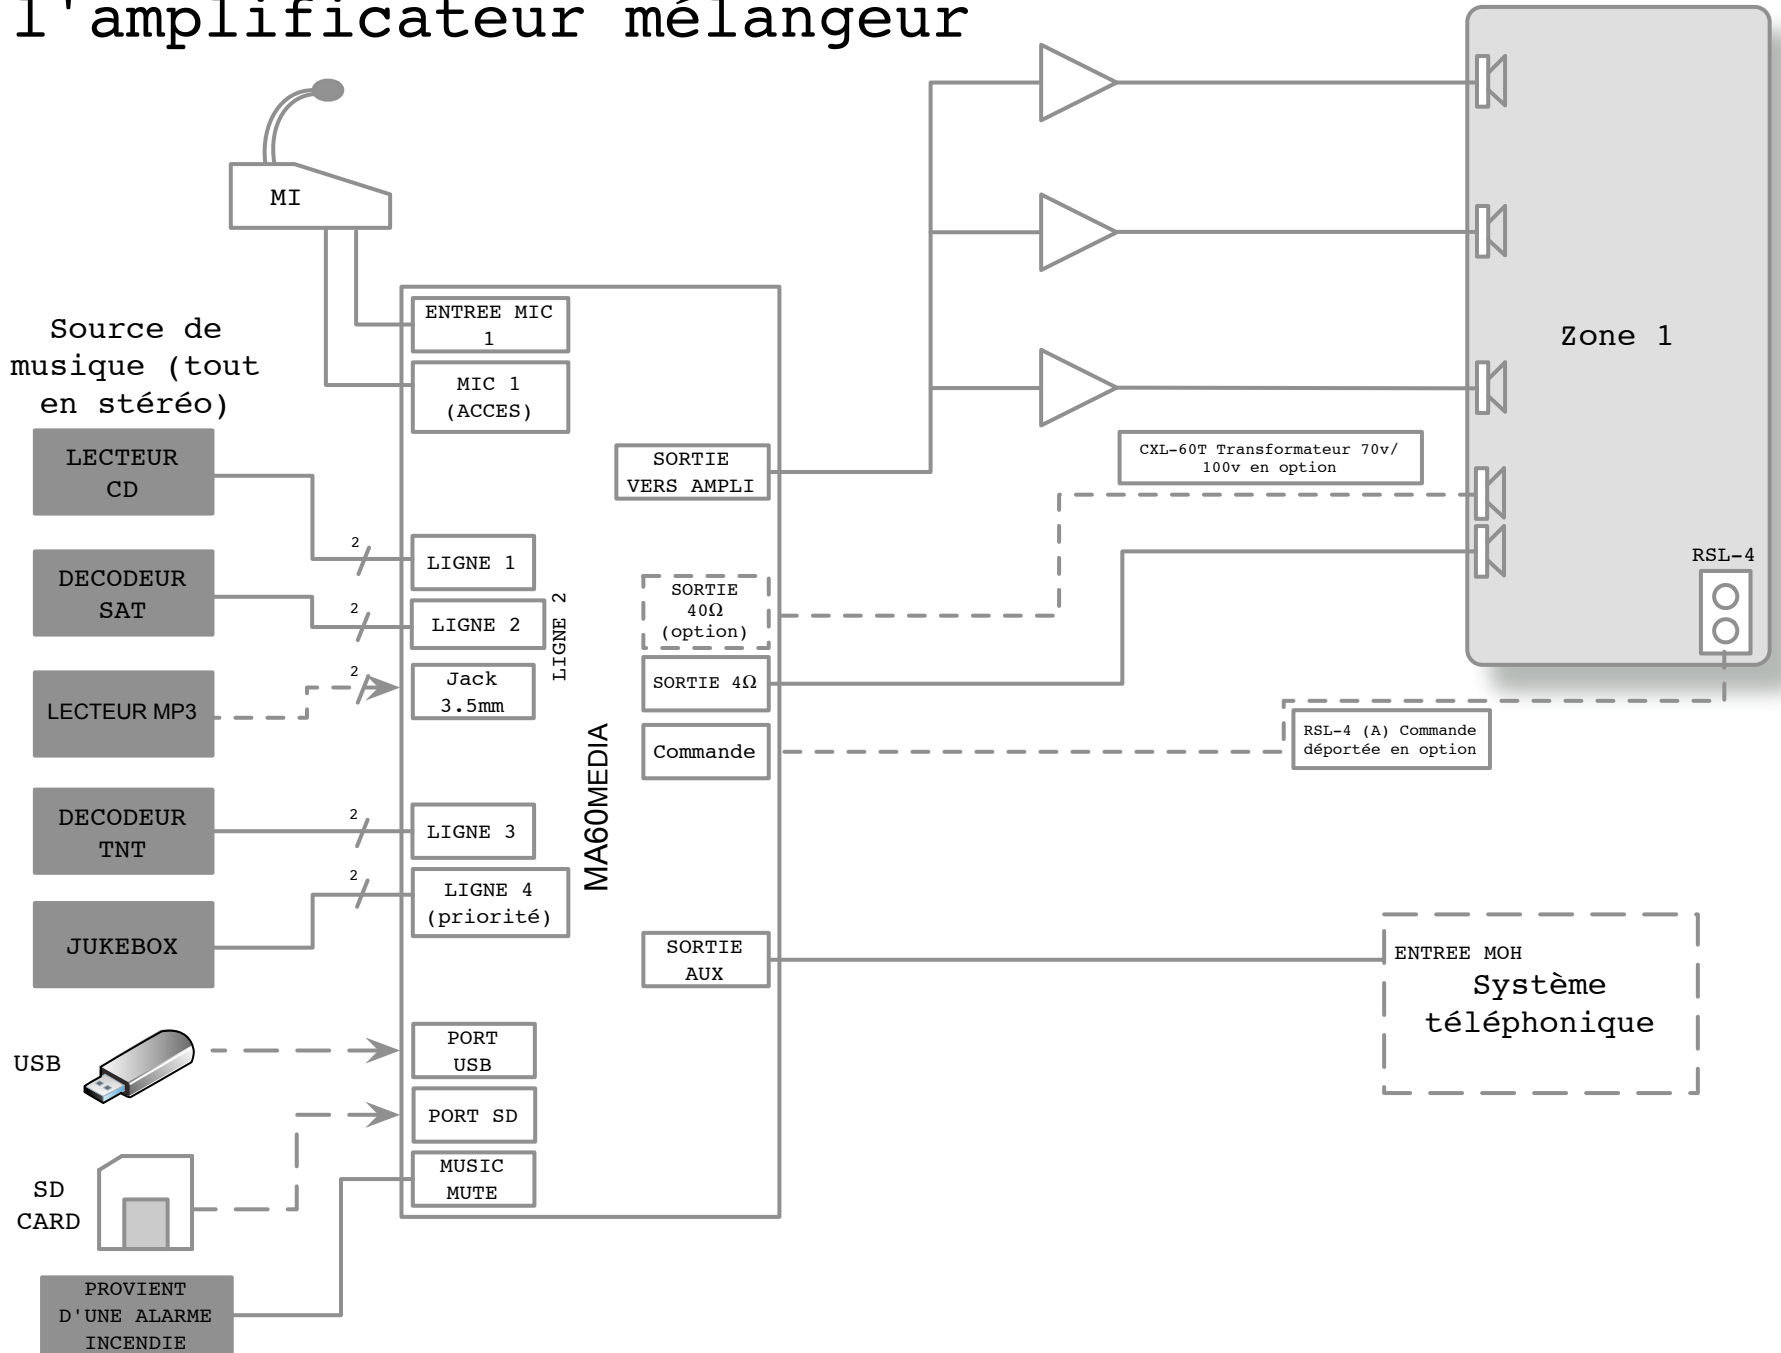 l'amplificateur mélangeur
MI
Source de
musique (tout
en stéréo)
LECTEUR
CD
DECODEUR
SAT
LECTEUR MP3
DECODEUR
TNT
JUKEBOX
USB
SD
CARD
PROVIENT
D'UNE ALARME
INCENDIE
2
2
2
2
2
ENTREE MIC
1
MIC 1
(ACCES)
LIGNE 1
LIGNE 2
LIGNE 2
Jack
3.5mm
LIGNE 3
LIGNE 4
(priorité)
PORT
USB
PORT SD
MUSIC
MUTE
MA60MEDIA
SORTIE
VERS AMPLI
SORTIE
40Ω
(option)
SORTIE 4Ω
Commande
SORTIE
AUX
CXL-60T Transformateur 70v/
100v en option
Zone 1
RSL-4
RSL-4 (A) Commande
déportée en option
ENTREE MOH
Système
téléphonique